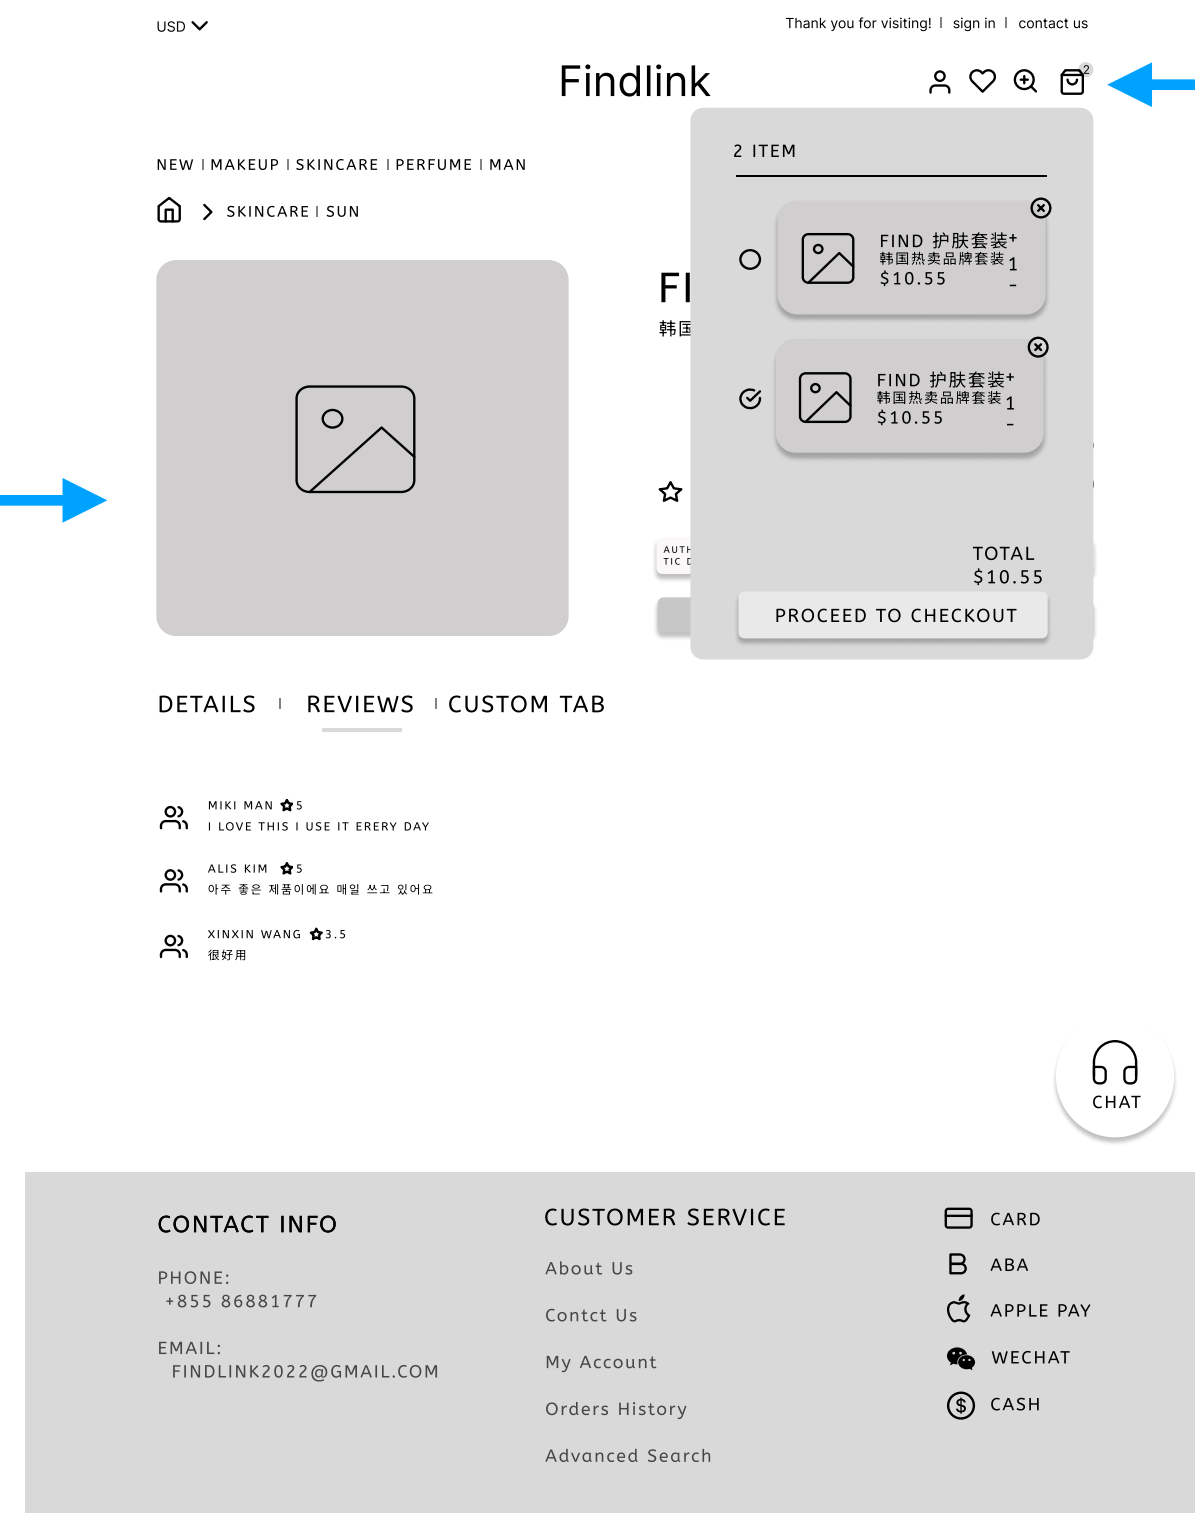 USD
Thank you for visiting! | sign in | contact us
Findlink
2
NEW | MAKEUP | SKINCARE | PERFUME | MAN
SKINCARE | SUN
2 ITEM
FIND 护肤套装
韩国热卖品牌套装
$10.55
+
1
-
FIND 护肤套装
韩国热卖品牌套装
$10.55
+
1
-
TOTAL
$10.55
PROCEED TO CHECKOUT
DETAILS | REVIEWS | CUSTOM TAB
MIKI MAN 5
I LOVE THIS I USE IT ERERY DAY
ALIS KIM 5
아주 좋은 제품이에요 매일 쓰고 있어요
XINXIN WANG 3.5
很好用
CHAT
CONTACT INFO
PHONE:
+855 86881777
EMAIL:
FINDLINK2022@GMAIL.COM
CUSTOMER SERVICE
About Us
Contct Us
My Account
Orders History
Advanced Search
CARD
ABA
APPLE PAY
WECHAT
CASH